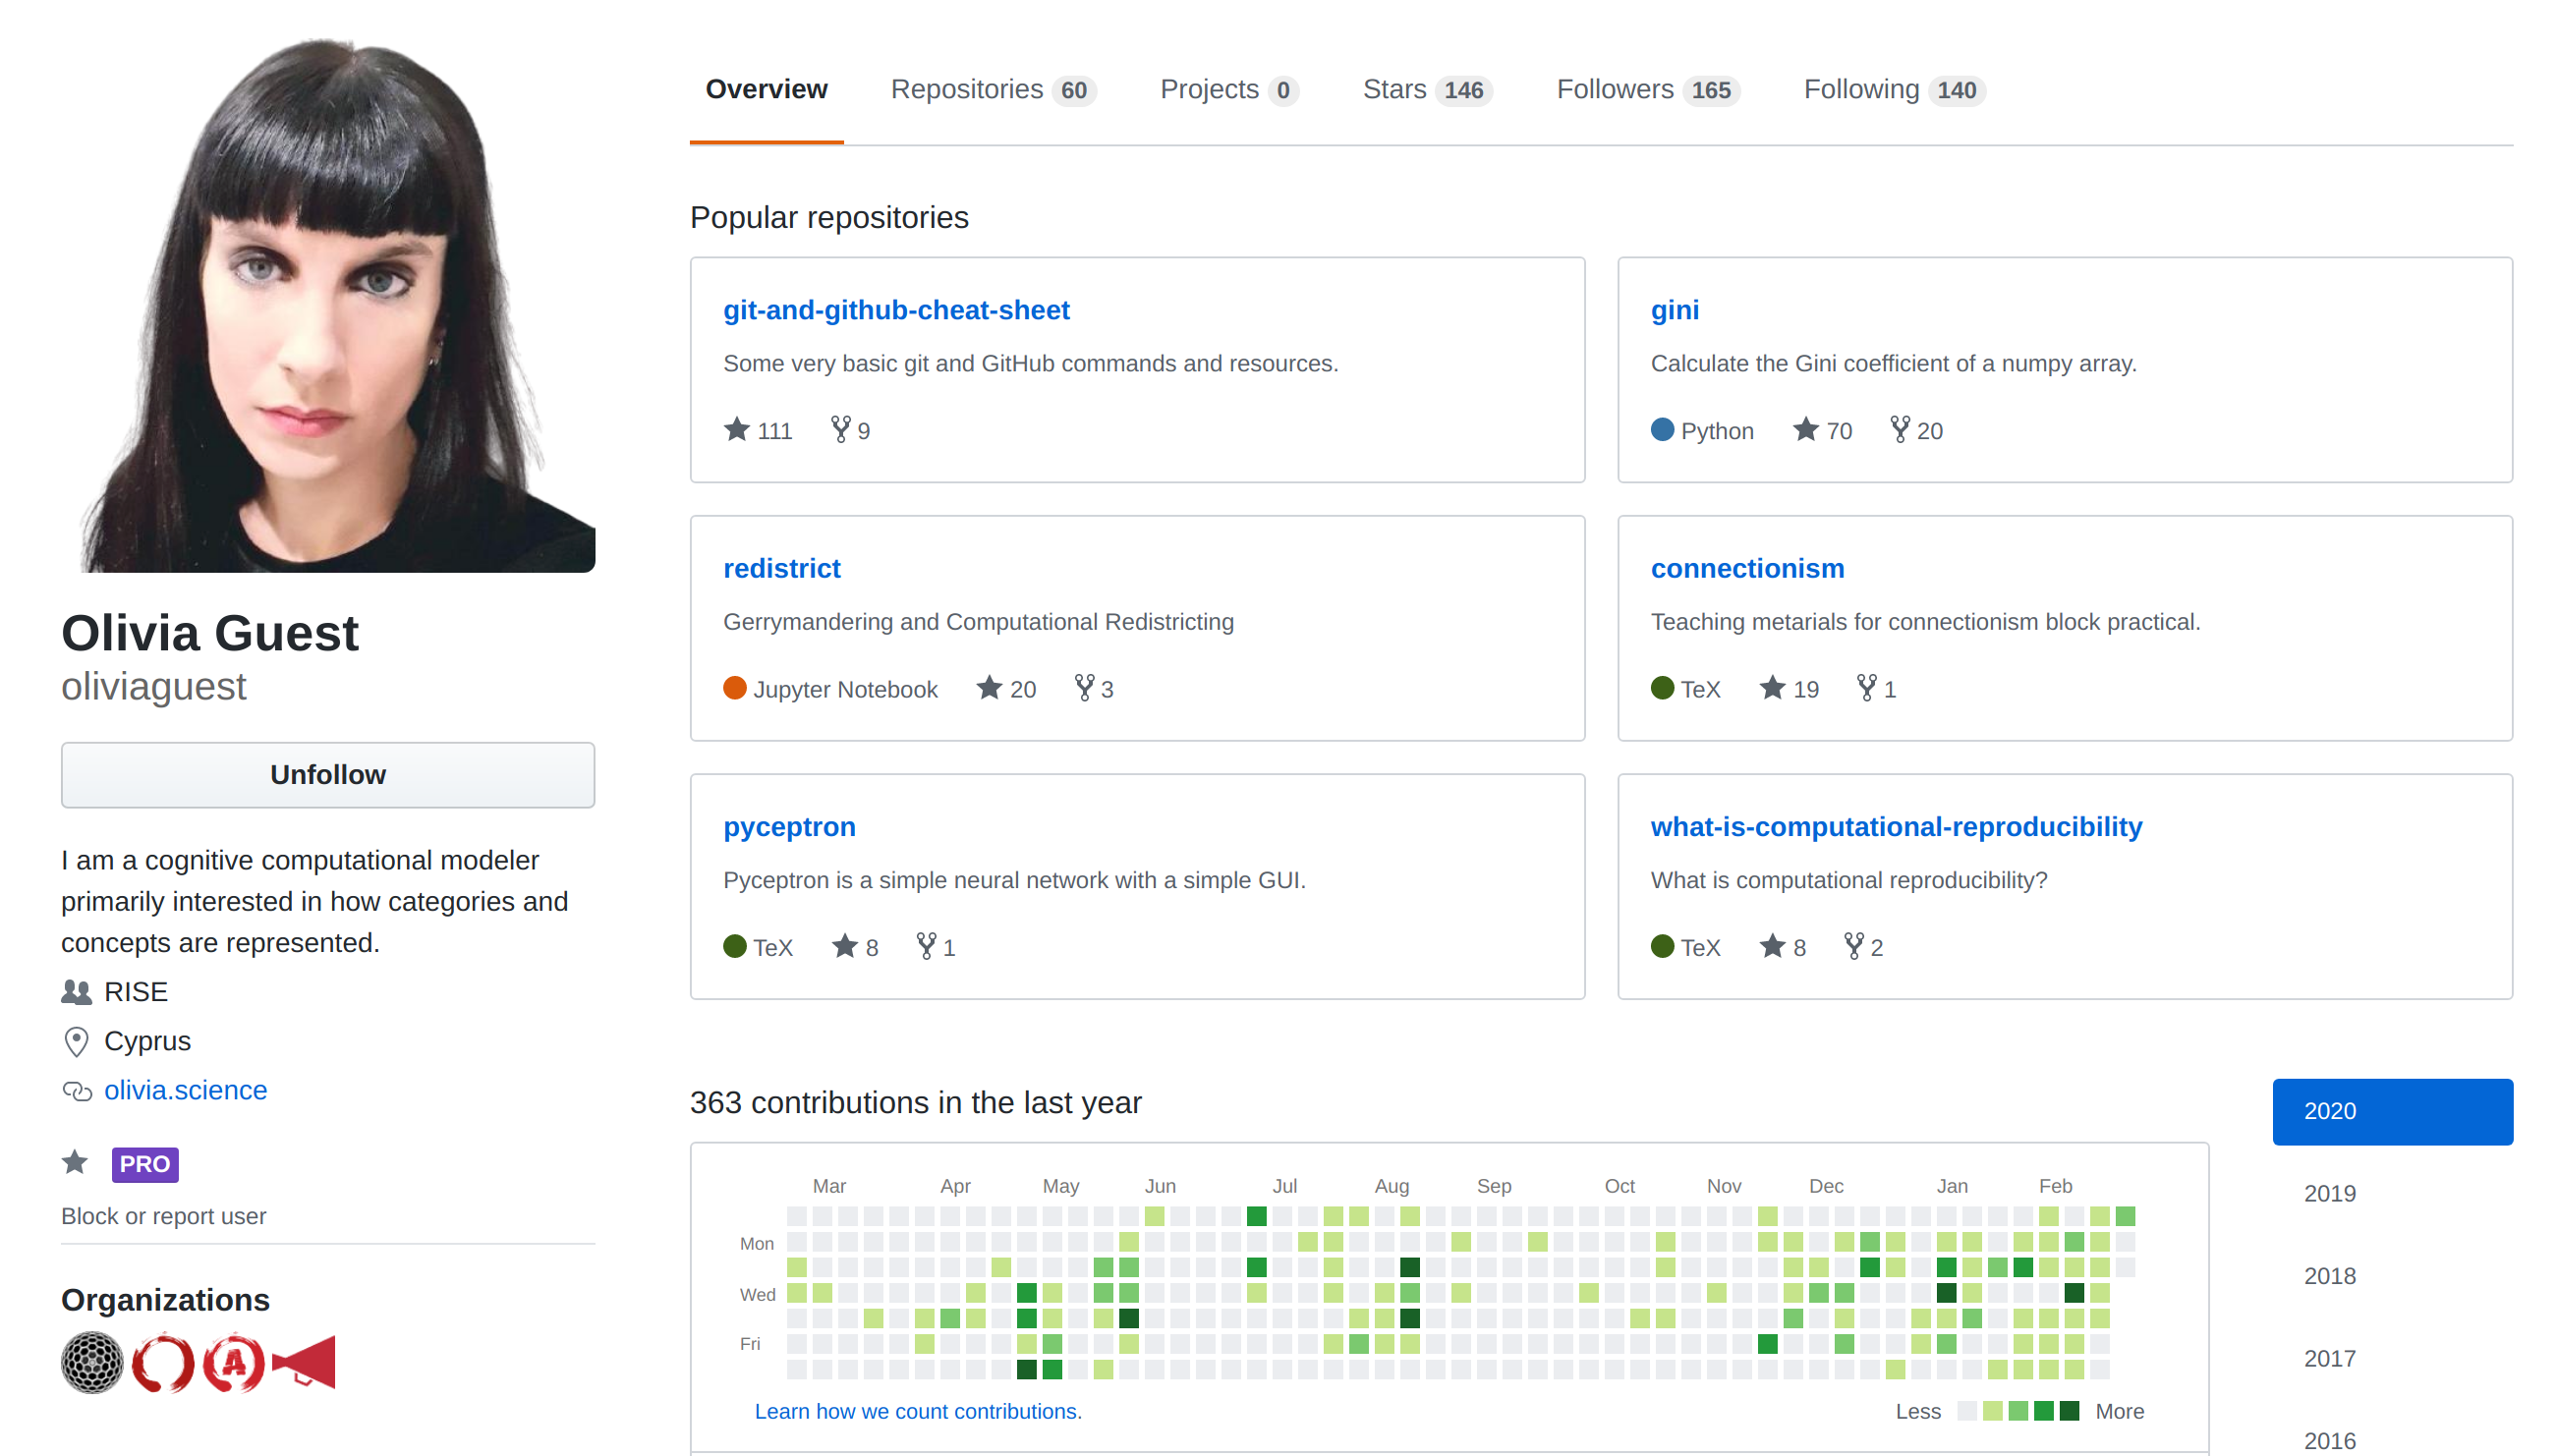 Overview
Repositories 60
Projects 0
Stars 146
Followers 165
Following 140
Olivia Guest
oliviaguest
Unfollow
I am a cognitive computational modeler
primarily interested in how categories and
concepts are represented.
RISE
Cyprus
olivia.science
PRO
Block or report user
Organizations
A
Popular repositories
git-and-github-cheat-sheet
Some very basic git and GitHub commands and resources.
111 9
gini
Calculate the Gini coefficient of a numpy array.
Python 70 20
redistrict
Gerrymandering and Computational Redistricting
Jupyter Notebook 20 3
connectionism
Teaching metarials for connectionism block practical.
TeX 19 1
pyceptron
Pyceptron is a simple neural network with a simple GUI.
TeX 8 1
what-is-computational-reproducibility
What is computational reproducibility?
TeX 8 2
363 contributions in the last year
Mar Apr May Jun Jul Aug Sep Oct Nov Dec Jan Feb
Mon
Wed
Fri
Learn how we count contributions.
Less More
2020
2019
2018
2017
2016